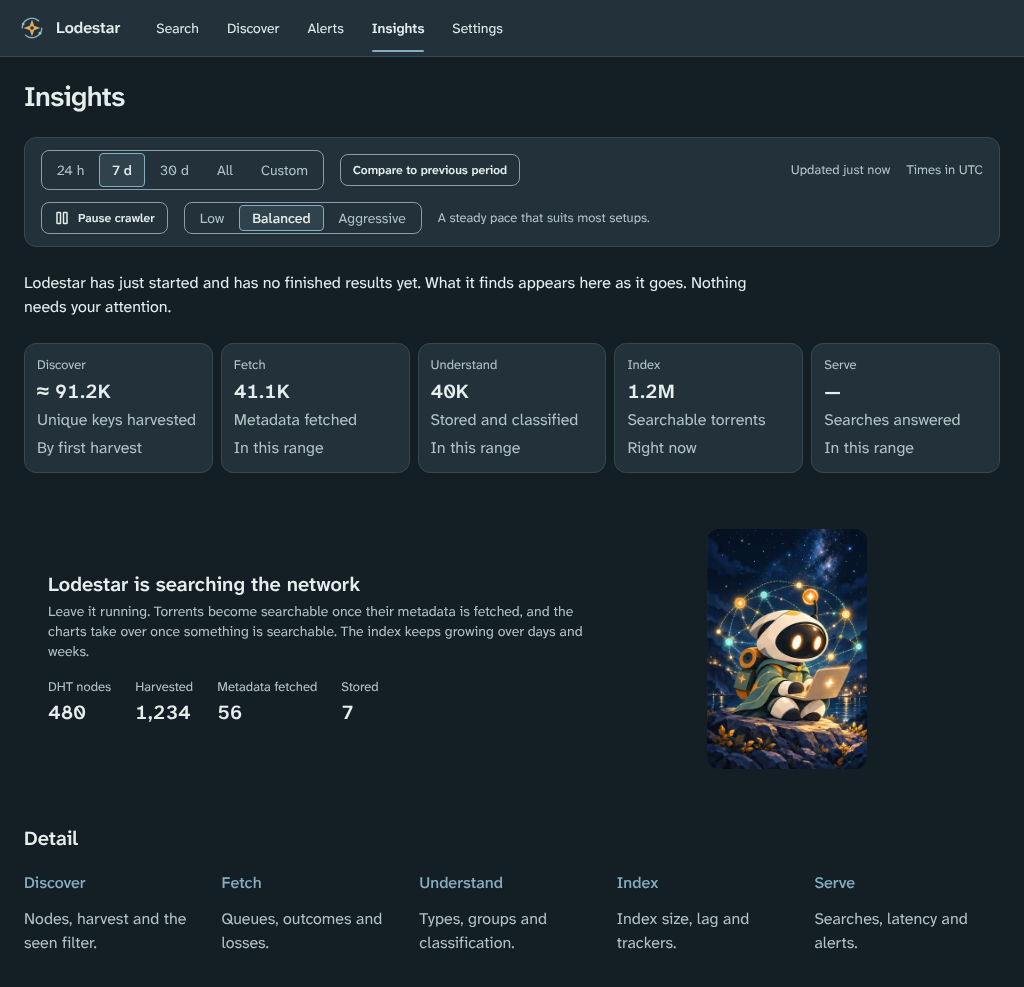 Lodestar
Search
Discover
Alerts
Insights
Settings
Insights
24 h
7 d
30 d
All
Custom
Compare to previous period
Updated just now
Times in UTC
Pause crawler
Low
Balanced
Aggressive
A steady pace that suits most setups.
Lodestar has just started and has no finished results yet. What it finds appears here as it goes. Nothing
needs your attention.
Discover
≈ 91.2K
Unique keys harvested
By first harvest
Fetch
41.1K
Metadata fetched
In this range
Understand
40K
Stored and classified
In this range
Index
1.2M
Searchable torrents
Right now
Serve
—
Searches answered
In this range
Lodestar is searching the network
Leave it running. Torrents become searchable once their metadata is fetched, and the
charts take over once something is searchable. The index keeps growing over days and
weeks.
DHT nodes
480
Harvested
1,234
Metadata fetched
56
Stored
7
Detail
Discover
Nodes, harvest and the
seen filter.
Fetch
Queues, outcomes and
losses.
Understand
Types, groups and
classification.
Index
Index size, lag and
trackers.
Serve
Searches, latency and
alerts.